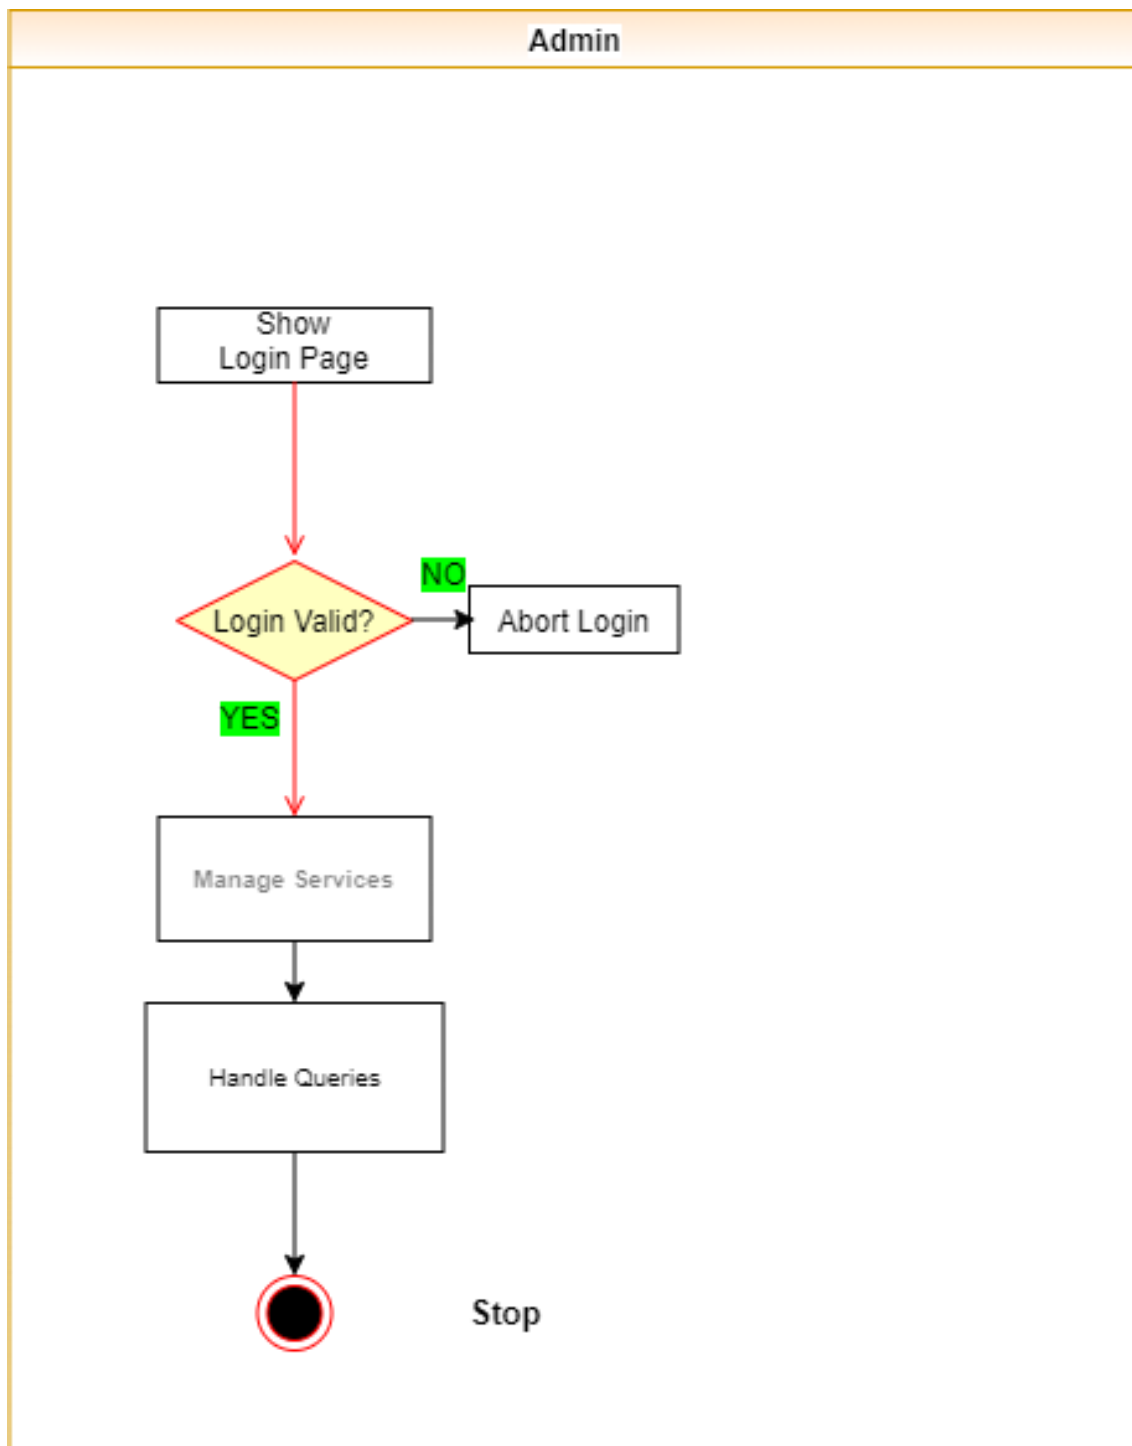 Admin
Show
Login Page
NO
Login Valid?
Abort Login
YES
Manage Services
Handle Queries
Stop